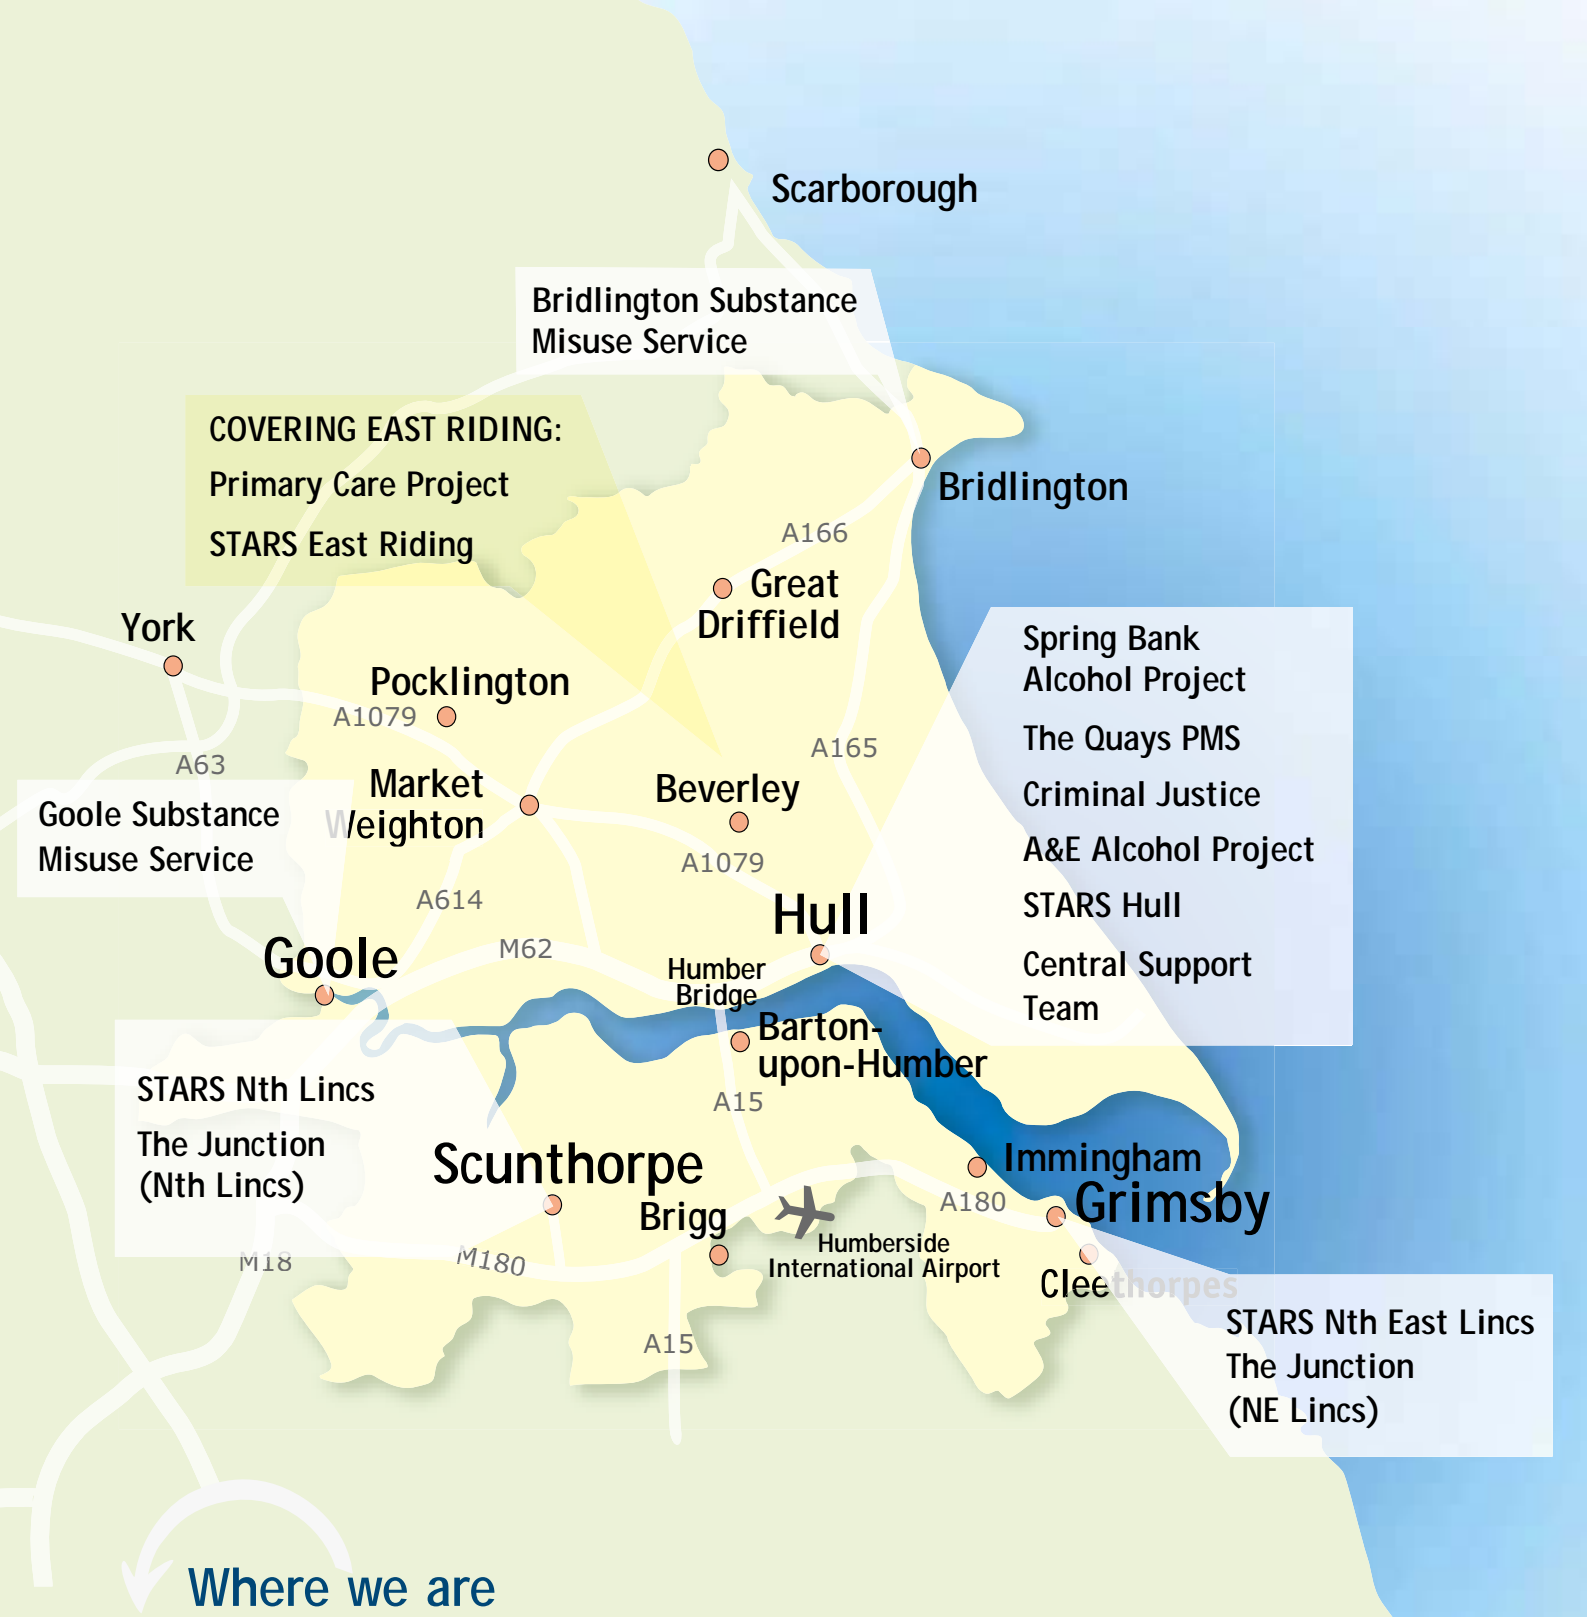 Scarborough
Bridlington Substance
Misuse Service
COVERING EAST RIDING:
Primary Care Project
STARS East Riding
Bridlington
A166
Great
Driffield
York
Pocklington
A1079
A63
Goole Substance
Misuse Service
Market
Weighton
Beverley
A165
A1079
A614
Spring Bank
Alcohol Project
The Quays PMS
Criminal Justice
A&E Alcohol Project
STARS Hull
Central Support
Team
Hull
Goole
M62
Humber
Bridge
Barton-
upon-Humber
A15
STARS Nth Lincs
The Junction
(Nth Lincs)
Scunthorpe
Brigg
Immingham
A180
Grimsby
Humberside
International Airport
Cleethorpes
M18
M180
A15
STARS Nth East Lincs
The Junction
(NE Lincs)
Where we are